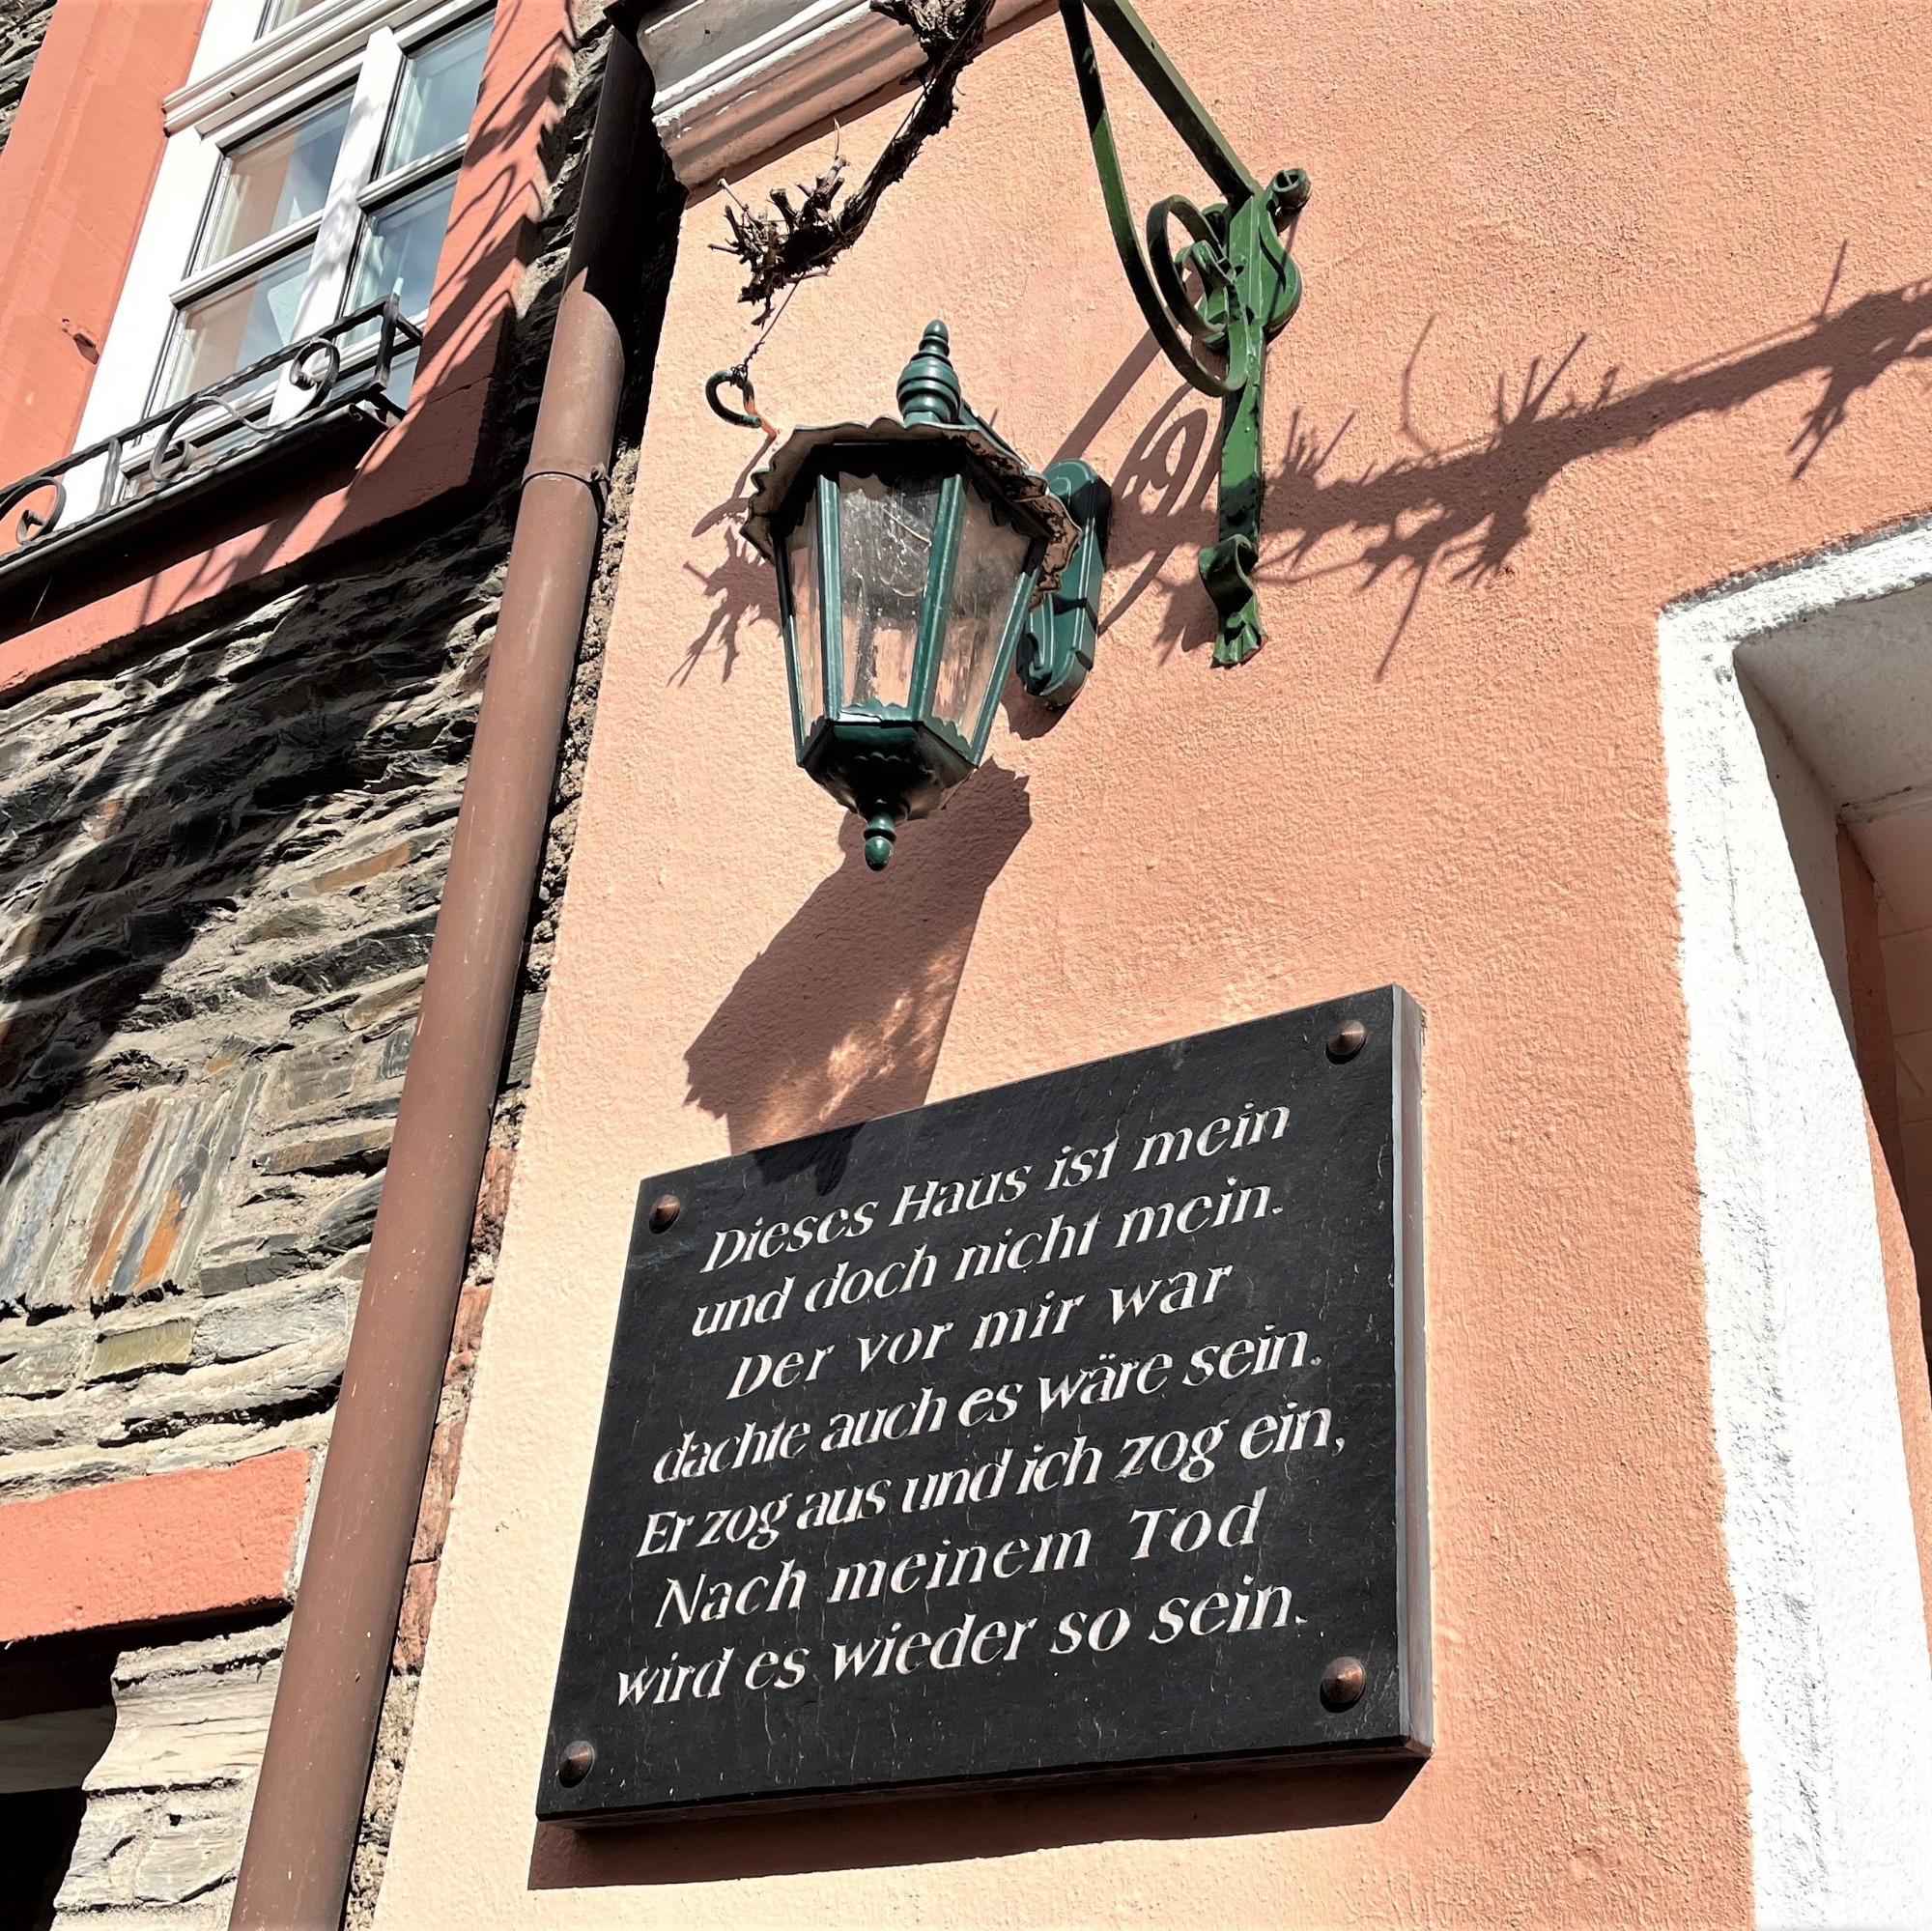 Dieses Haus ist mein
und doch nicht mein.
Der vor mir war
dachte auch es wäre sein.
Er zog aus und ich zog ein,
Nach meinem Tod
wird es wieder so sein.